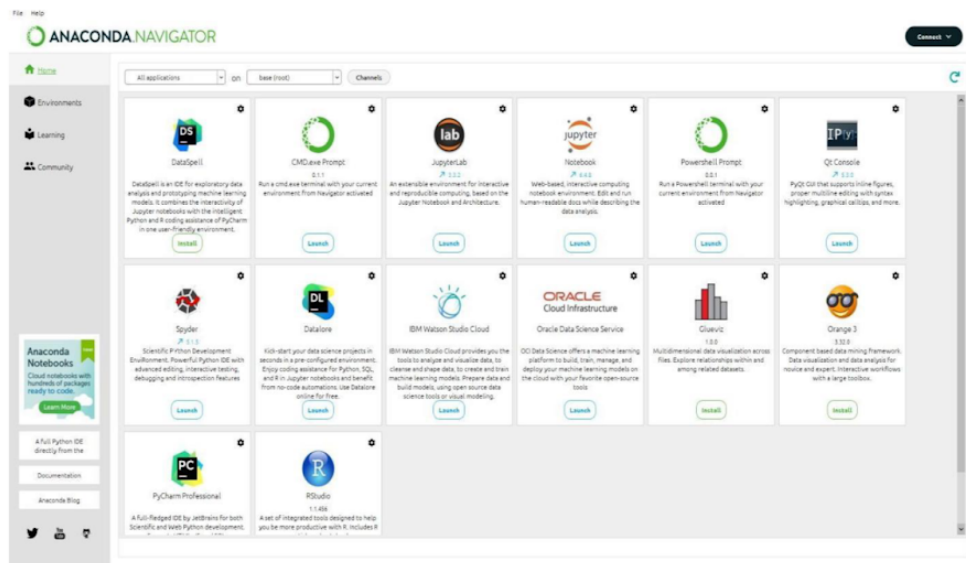 File Help
ANACONDA.NAVIGATOR
Connect
Home
Environments
Learning
Community
All applications on base (root) Channels
DS
DataSpell
DataSpell is an IDE for exploratory data
analysis and prototyping machine learning
models. It combines the interactivity of
Jupyter notebooks with the intelligent
Python and R coding assistance of PyCharm
in one user-friendly environment.
Install
CMD.exe Prompt
0.1.1
Run a cmd.exe terminal with your current
environment from Navigator activated
Launch
lab
JupyterLab
An extensible environment for interactive
and reproducible computing, based on the
Jupyter Notebook and Architecture.
Launch
jupyter
Notebook
Web-based, interactive computing
notebook environment. Edit and run
human-readable docs while describing the
data analysis.
Launch
Powershell Prompt
0.0.1
Run a Powershell terminal with your
current environment from Navigator
activated
Launch
IP[y]:
Qt Console
PyQt GUI that supports inline figures,
proper multiline editing with syntax
highlighting, graphical calltips, and more.
Launch
Spyder
Scientific PYthon Development
EnviRonment. Powerful Python IDE with
advanced editing, interactive testing,
debugging and introspection features
Launch
DL
Datalore
Kick-start your data science projects in
seconds in a pre-configured environment.
Enjoy coding assistance for Python, SQL,
and R in Jupyter notebooks and benefit
from no-code automations. Use Datalore
online for free.
Launch
IBM Watson Studio Cloud
IBM Watson Studio Cloud provides you the
tools to analyze and visualize data, to
cleanse and shape data, to create and train
machine learning models. Prepare data and
build models, using open source data
science tools or visual modeling.
Launch
ORACLE
Cloud Infrastructure
Oracle Data Science Service
OCI Data Science offers a machine learning
platform to build, train, manage, and
deploy your machine learning models on
the cloud with your favorite open-source
tools
Launch
Glueviz
1.0.0
Multidimensional data visualization across
files. Explore relationships within and
among related datasets.
Install
Orange 3
3.32.0
Component based data mining framework.
Data visualization and data analysis for
novice and expert. Interactive workflows
with a large toolbox.
Install
PC
PyCharm Professional
A full-fledged IDE by JetBrains for both
Scientific and Web Python development.
R
RStudio
1.1.456
A set of integrated tools designed to help
you be more productive with R. Includes R
Anaconda
Notebooks
Cloud notebooks with
hundreds of packages
ready to code.
Learn More
A Full Python IDE
directly from the
Documentation
Anaconda Blog
You